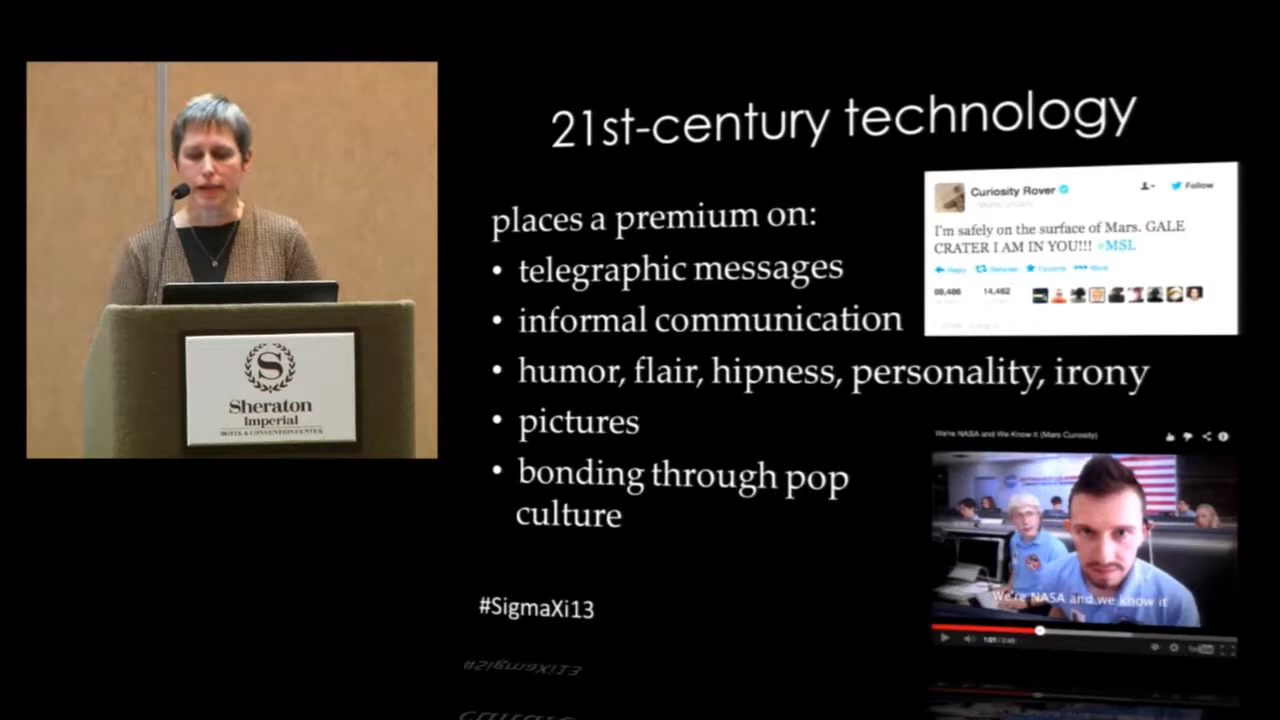 21st-century technology
places a premium on:
• telegraphic messages
• informal communication
• humor, flair, hipness, personality, irony
• pictures
• bonding through pop
culture
#SigmaXi13
Curiosity Rover
Follow
I'm safely on the surface of Mars. GALE
CRATER I AM IN YOU!!! #MSL
Reply Retweet Favorite More
14,462
We're NASA and We Know It (Mars Curiosity)
We're NASA and we know it
S
Sheraton
Imperial
HOTEL & CONVENTION CENTER